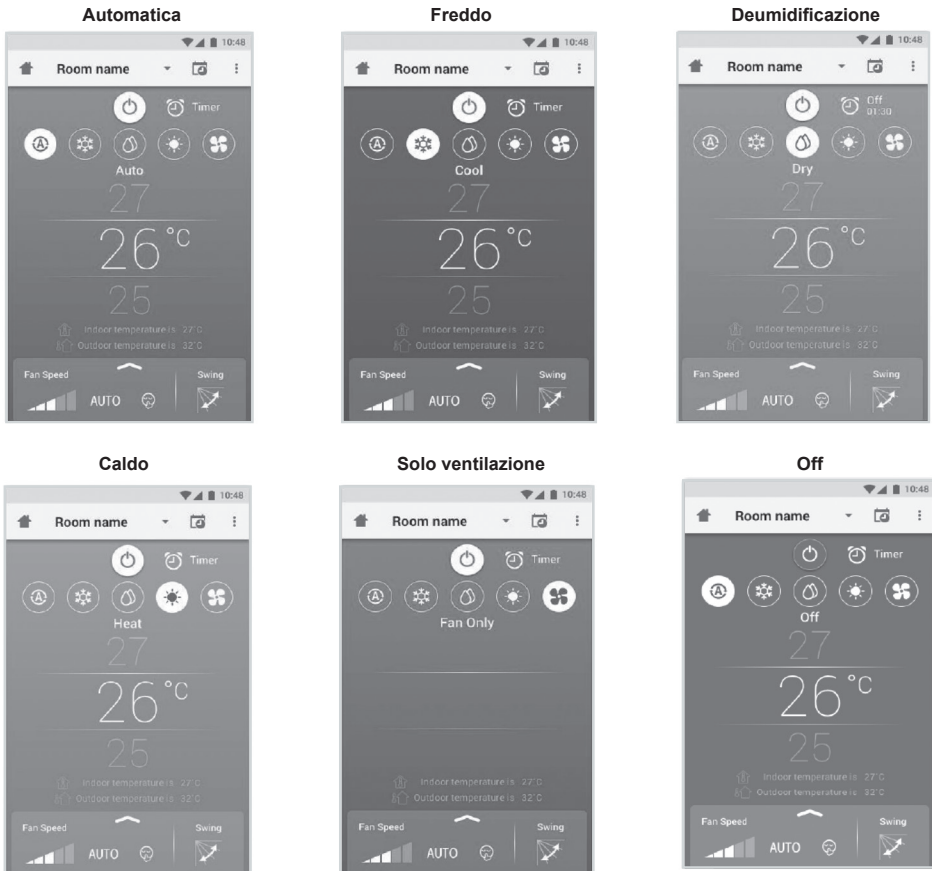 Automatica
10:48
Room name
Timer
Auto
27
26°C
25
Indoor temperature is 27°C
Outdoor temperature is 32°C
Fan Speed
Swing
AUTO
Freddo
10:48
Room name
Timer
Cool
27
26°C
25
Indoor temperature is 27°C
Outdoor temperature is 32°C
Fan Speed
Swing
AUTO
Deumidificazione
10:48
Room name
Off
01:30
Dry
27
26°C
25
Indoor temperature is 27°C
Outdoor temperature is 32°C
Fan Speed
Swing
AUTO
Caldo
10:48
Room name
Timer
Heat
27
26°C
25
Indoor temperature is 27°C
Outdoor temperature is 32°C
Fan Speed
Swing
AUTO
Solo ventilazione
10:48
Room name
Timer
Fan Only
Indoor temperature is 27°C
Outdoor temperature is 32°C
Fan Speed
Swing
AUTO
Off
10:48
Room name
Timer
Off
27
26°C
25
Indoor temperature is 27°C
Outdoor temperature is 32°C
Fan Speed
Swing
AUTO